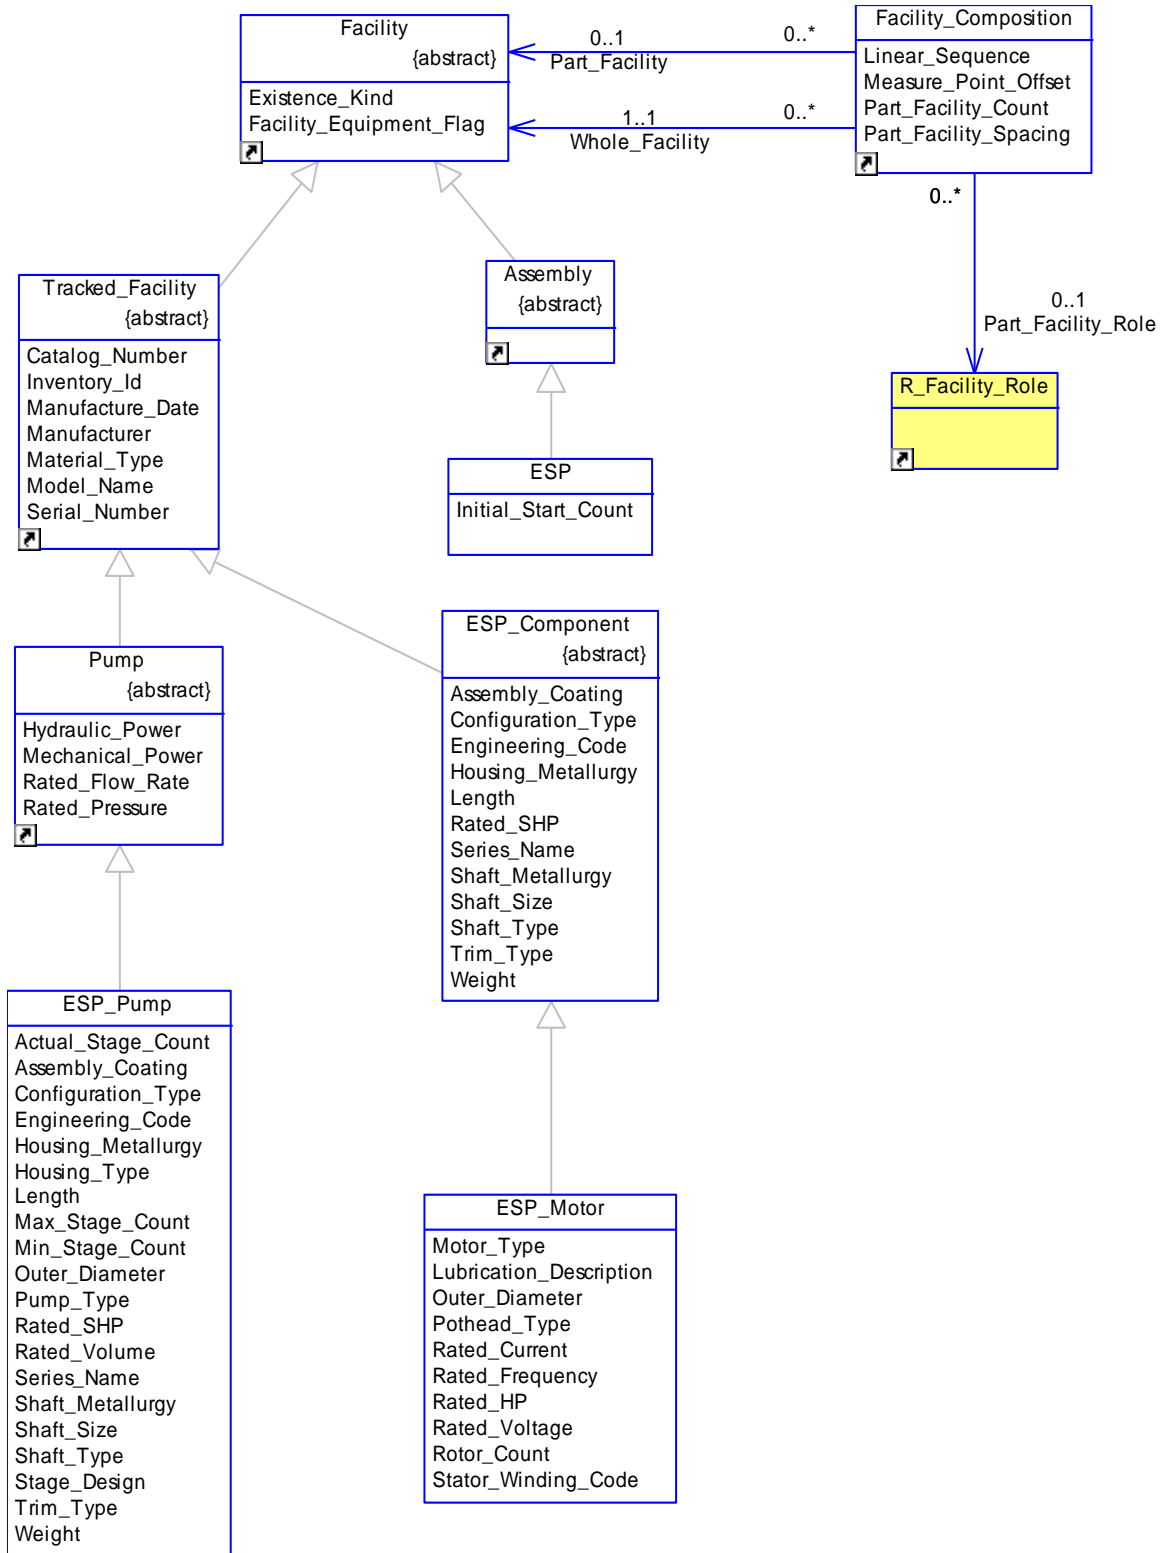 Facility
{abstract}
Existence_Kind
Facility_Equipment_Flag
0..1
Part_Facility
0..*
1..1
Whole_Facility
0..*
Facility_Composition
Linear_Sequence
Measure_Point_Offset
Part_Facility_Count
Part_Facility_Spacing
0..*
0..1
Part_Facility_Role
R_Facility_Role
Tracked_Facility
{abstract}
Catalog_Number
Inventory_Id
Manufacture_Date
Manufacturer
Material_Type
Model_Name
Serial_Number
Assembly
{abstract}
ESP
Initial_Start_Count
Pump
{abstract}
Hydraulic_Power
Mechanical_Power
Rated_Flow_Rate
Rated_Pressure
ESP_Component
{abstract}
Assembly_Coating
Configuration_Type
Engineering_Code
Housing_Metallurgy
Length
Rated_SHP
Series_Name
Shaft_Metallurgy
Shaft_Size
Shaft_Type
Trim_Type
Weight
ESP_Pump
Actual_Stage_Count
Assembly_Coating
Configuration_Type
Engineering_Code
Housing_Metallurgy
Housing_Type
Length
Max_Stage_Count
Min_Stage_Count
Outer_Diameter
Pump_Type
Rated_SHP
Rated_Volume
Series_Name
Shaft_Metallurgy
Shaft_Size
Shaft_Type
Stage_Design
Trim_Type
Weight
ESP_Motor
Motor_Type
Lubrication_Description
Outer_Diameter
Pothead_Type
Rated_Current
Rated_Frequency
Rated_HP
Rated_Voltage
Rotor_Count
Stator_Winding_Code